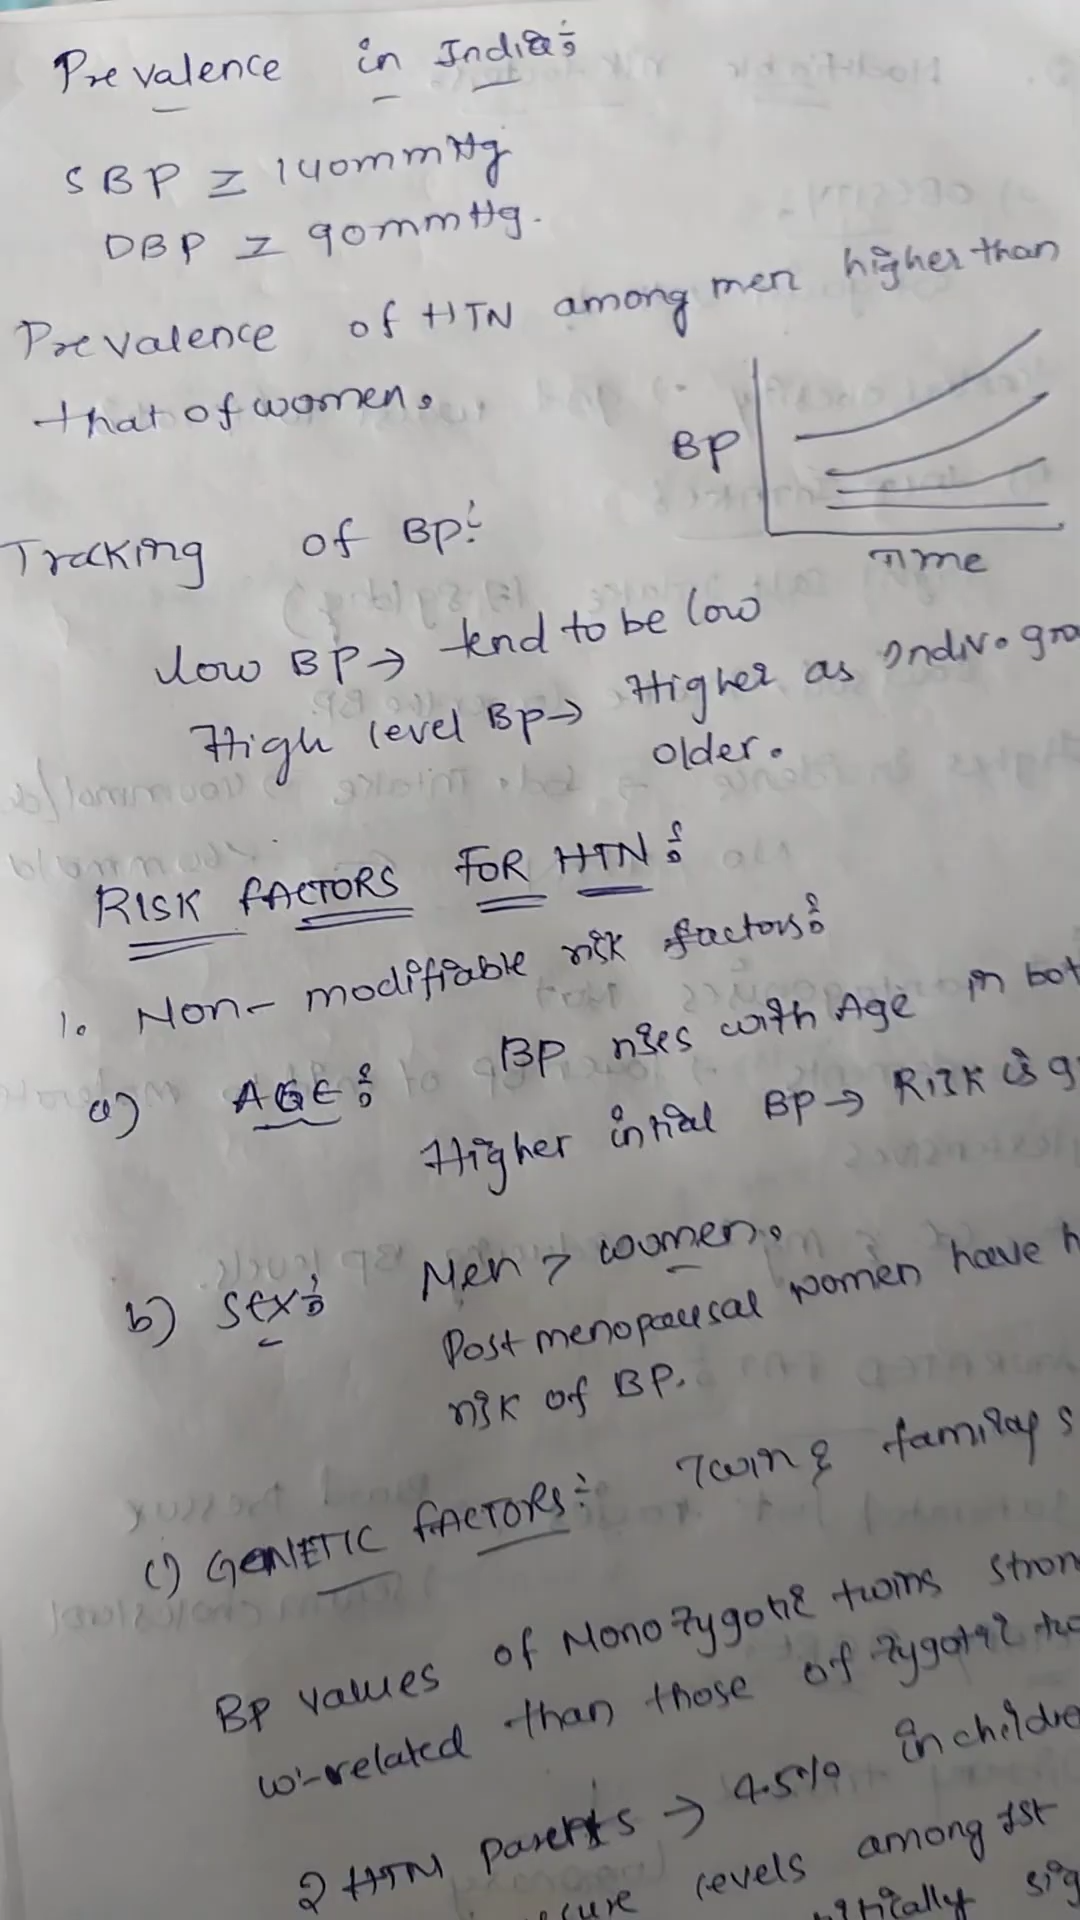 Prevalence in India:
SBP ≥ 140mmHg
DBP ≥ 90mmHg.
Prevalence of HTN among men higher than
that of women.
BP
Time
Tracking of BP:
low BP → tend to be low
High level BP → Higher as Indiv. gro
older.
RISK FACTORS FOR HTN:
1. Non-modifiable risk factors:
a) AGE: BP rises with Age in bot
Higher intial BP → Risk is g
b) Sex: Men > women.
Post menopausal women have h
risk of BP.
c) GENETIC FACTORS: Twin & family s
BP values of Monozygotic twins stron
co-related than those of zygotic tw
2 HTN parents → 4.5% in childre
levels among 1st
sig